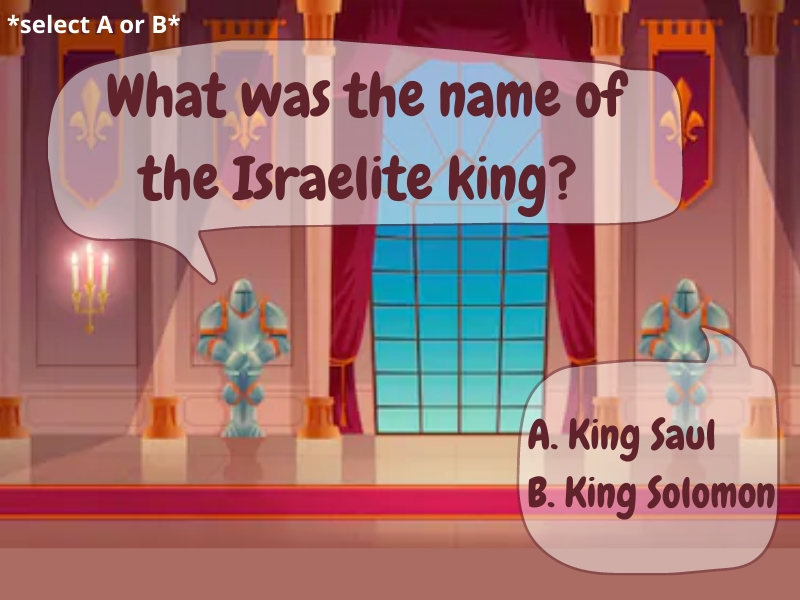 *select A or B*
What was the name of
the Israelite king?
A. King Saul
B. King Solomon